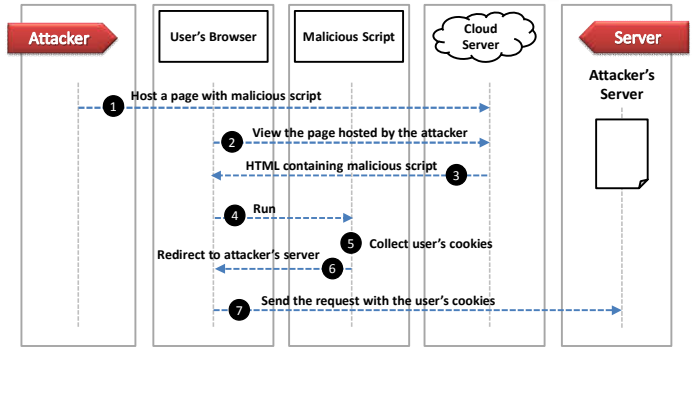 Attacker
User's Browser
Malicious Script
Cloud
Server
Server
Attacker's
Server
1 Host a page with malicious script
2 View the page hosted by the attacker
HTML containing malicious script 3
4 Run
5 Collect user's cookies
Redirect to attacker's server 6
7 Send the request with the user's cookies